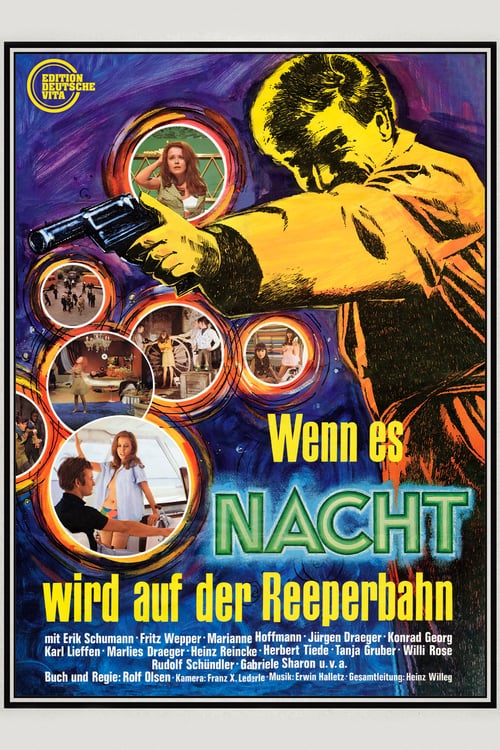 EDITION
DEUTSCHE
VITA
Wenn es
NACHT
wird auf der Reeperbahn
mit Erik Schumann · Fritz Wepper · Marianne Hoffmann · Jürgen Draeger · Konrad Georg
Karl Lieffen · Marlies Draeger · Heinz Reincke · Herbert Tiede · Tanja Gruber · Willi Rose
Rudolf Schündler · Gabriele Sharon u.v.a.
Buch und Regie: Rolf Olsen · Kamera: Franz X. Lederle · Musik: Erwin Halletz · Gesamtleitung: Heinz Willeg